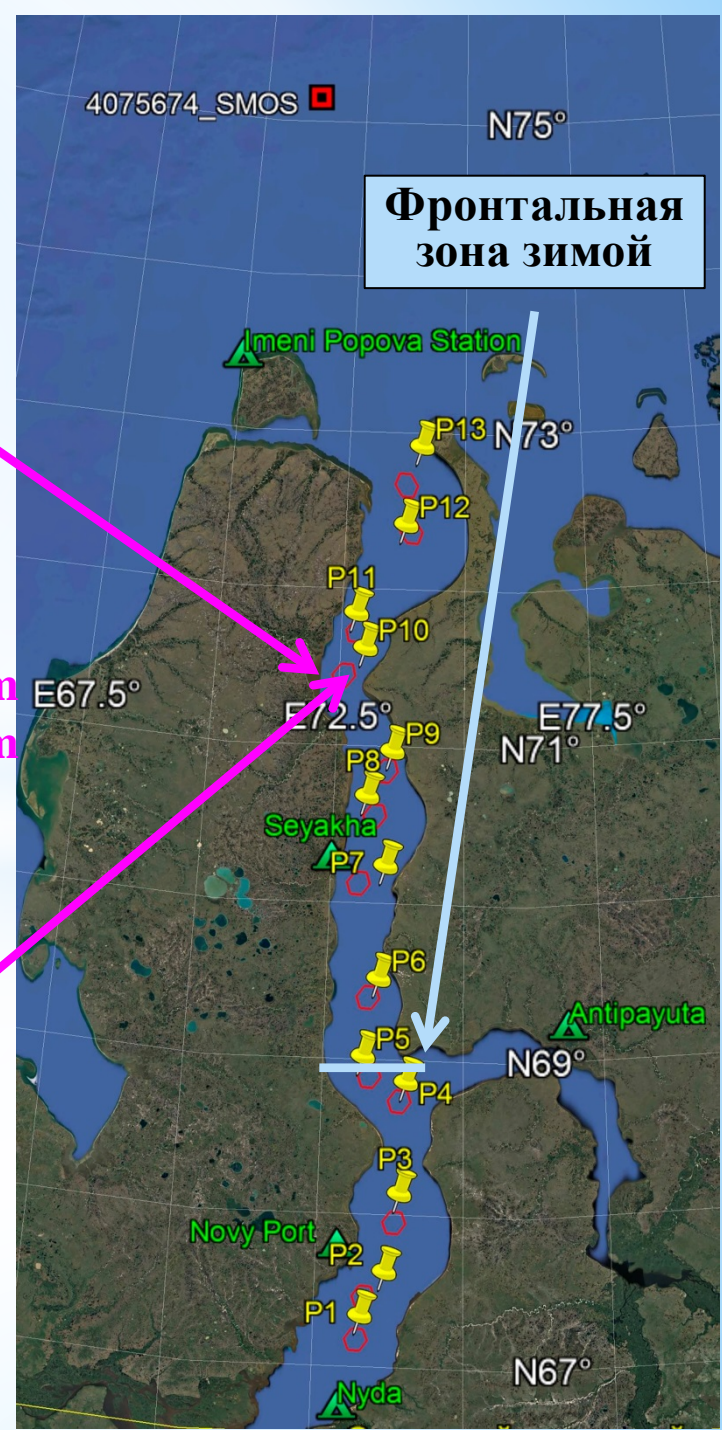 4075674_SMOS
N75°
Фронтальная
зона зимой
Imeni Popova Station
P13
N73°
P12
P11
P10
m
E67.5°
E72.5°
E77.5°
m
P9
N71°
P8
Seyakha
P7
P6
Antipayuta
P5
N69°
P4
P3
Novy Port
P2
P1
N67°
Nyda